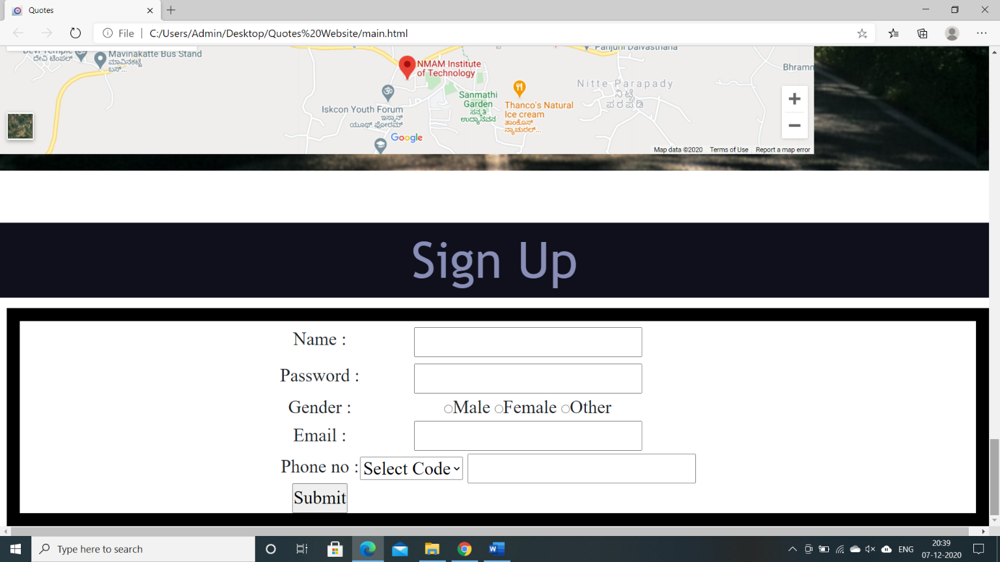 Quotes
File | C:/Users/Admin/Desktop/Quotes%20Website/main.html
Devi Temple
ದೇವಿ ಟೆಂಪಲ್
Mavinakatte Bus Stand
ಮಾವಿನಕಟ್ಟೆ
ಬಸ್...
NMAM Institute
of Technology
Panjurli Daivasthana
Bhramm
Iskcon Youth Forum
ಇಸ್ಕಾನ್
ಯೂಥ್ ಫೋರಮ್
Sanmathi
Garden
ಸನ್ಮತಿ
ಉದ್ಯಾನವನ
Thanco's Natural
Ice cream
ತಾಂಕೊಸ್
ನ್ಯಾಚುರಲ್...
Nitte Parapady
ನಿಟ್ಟೆ
ಪರಪಾಡಿ
Google
Map data ©2020 Terms of Use Report a map error
Sign Up
Name :
Password :
Gender : Male Female Other
Email :
Phone no : Select Code
Submit
Type here to search
ENG
20:39
07-12-2020